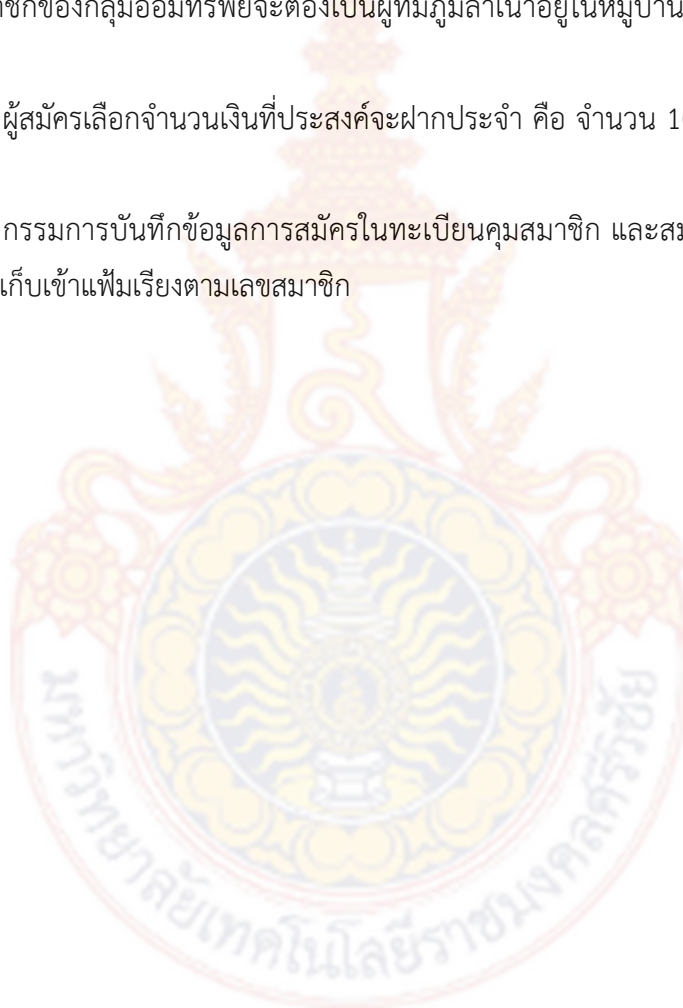 าชิกของกลุ่มออมทรัพย์จะต้องเป็นผู้ที่มีภูมิลำเนาอยู่ในหมู่บ้าน
ผู้สมัครเลือกจำนวนเงินที่ประสงค์จะฝากประจำ คือ จำนวน 1
กรรมการบันทึกข้อมูลการสมัครในทะเบียนคุมสมาชิก และสม
เก็บเข้าแฟ้มเรียงตามเลขสมาชิก
มหาวิทยาลัยเทคโนโลยีราชมงคลศรีวิชัย